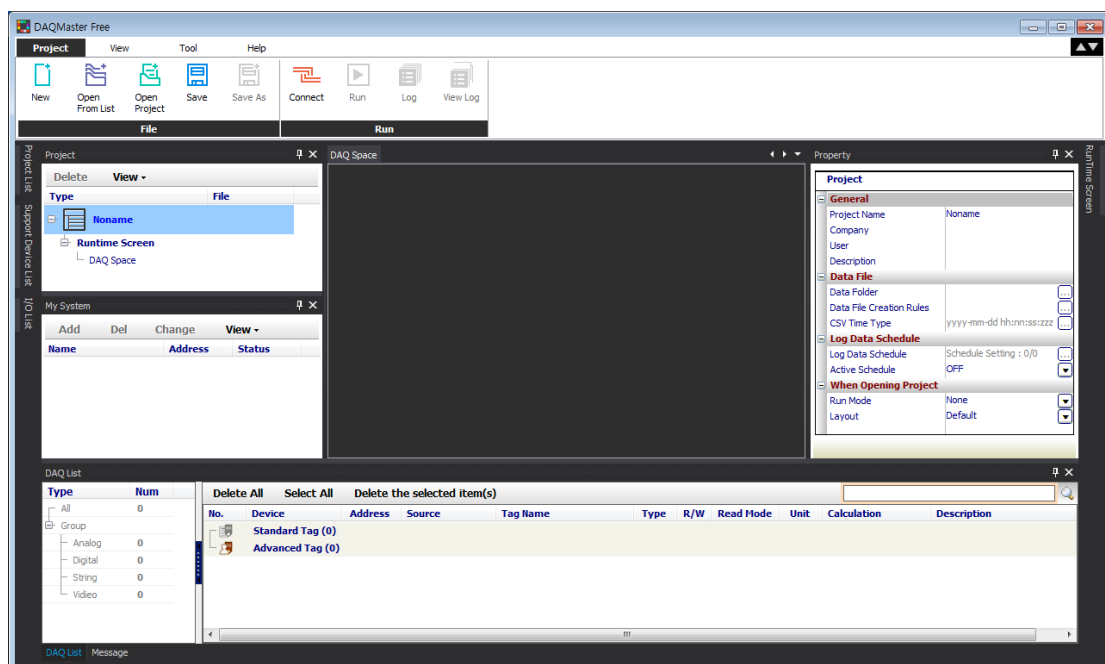 DAQMaster Free
Project View Tool Help
New Open From List Open Project Save Save As Connect Run Log View Log
File Run
Project List
Support Device List
I/O List
Project
Delete View
Type File
Noname
Runtime Screen
DAQ Space
My System
Add Del Change View
Name Address Status
DAQ Space
Property
Project
General
Project Name Noname
Company
User
Description
Data File
Data Folder ...
Data File Creation Rules ...
CSV Time Type yyyy-mm-dd hh:nn:ss:zzz ...
Log Data Schedule
Log Data Schedule Schedule Setting : 0/0 ...
Active Schedule OFF
When Opening Project
Run Mode None
Layout Default
RunTime Screen
DAQ List
Type Num
All 0
Group
Analog 0
Digital 0
String 0
Vidieo 0
Delete All Select All Delete the selected item(s)
No. Device Address Source Tag Name Type R/W Read Mode Unit Calculation Description
Standard Tag (0)
Advanced Tag (0)
DAQ List Message